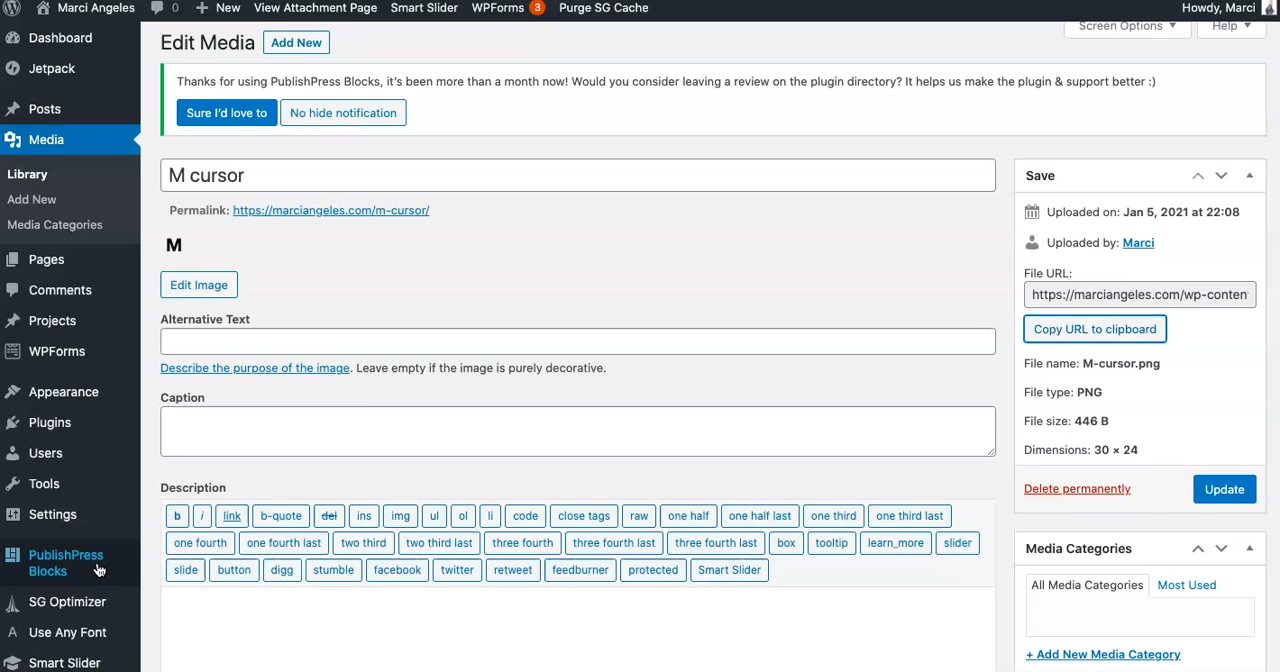 Marci Angeles 0 New View Attachment Page Smart Slider WPForms 3 Purge SG Cache Howdy, Marci
Screen Options Help
Dashboard
Jetpack
Posts
Media
Library
Add New
Media Categories
Pages
Comments
Projects
WPForms
Appearance
Plugins
Users
Tools
Settings
PublishPress
Blocks
SG Optimizer
Use Any Font
Smart Slider
Edit Media Add New
Thanks for using PublishPress Blocks, it's been more than a month now! Would you consider leaving a review on the plugin directory? It helps us make the plugin & support better :)
Sure I'd love to No hide notification
M cursor
Permalink: https://marciangeles.com/m-cursor/
M
Edit Image
Alternative Text
Describe the purpose of the image. Leave empty if the image is purely decorative.
Caption
Description
b i link b-quote del ins img ul ol li code close tags raw one half one half last one third one third last
one fourth one fourth last two third two third last three fourth three fourth last three fourth last box tooltip learn_more slider
slide button digg stumble facebook twitter retweet feedburner protected Smart Slider
Save
Uploaded on: Jan 5, 2021 at 22:08
Uploaded by: Marci
File URL:
https://marciangeles.com/wp-conten
Copy URL to clipboard
File name: M-cursor.png
File type: PNG
File size: 446 B
Dimensions: 30 × 24
Delete permanently Update
Media Categories
All Media Categories Most Used
+ Add New Media Category